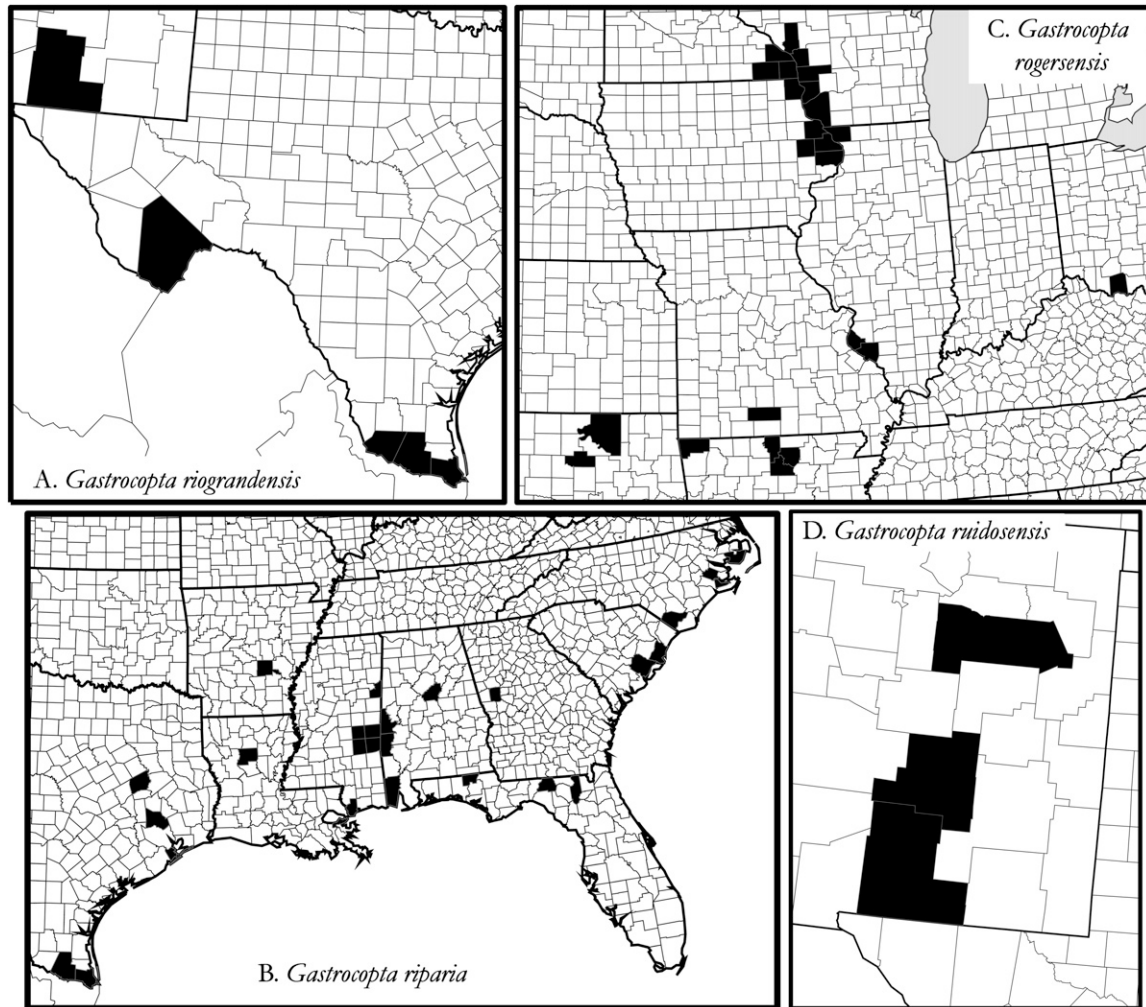 A. Gastrocopta riograndensis
C. Gastrocopta
rogersensis
B. Gastrocopta riparia
D. Gastrocopta ruidosensis